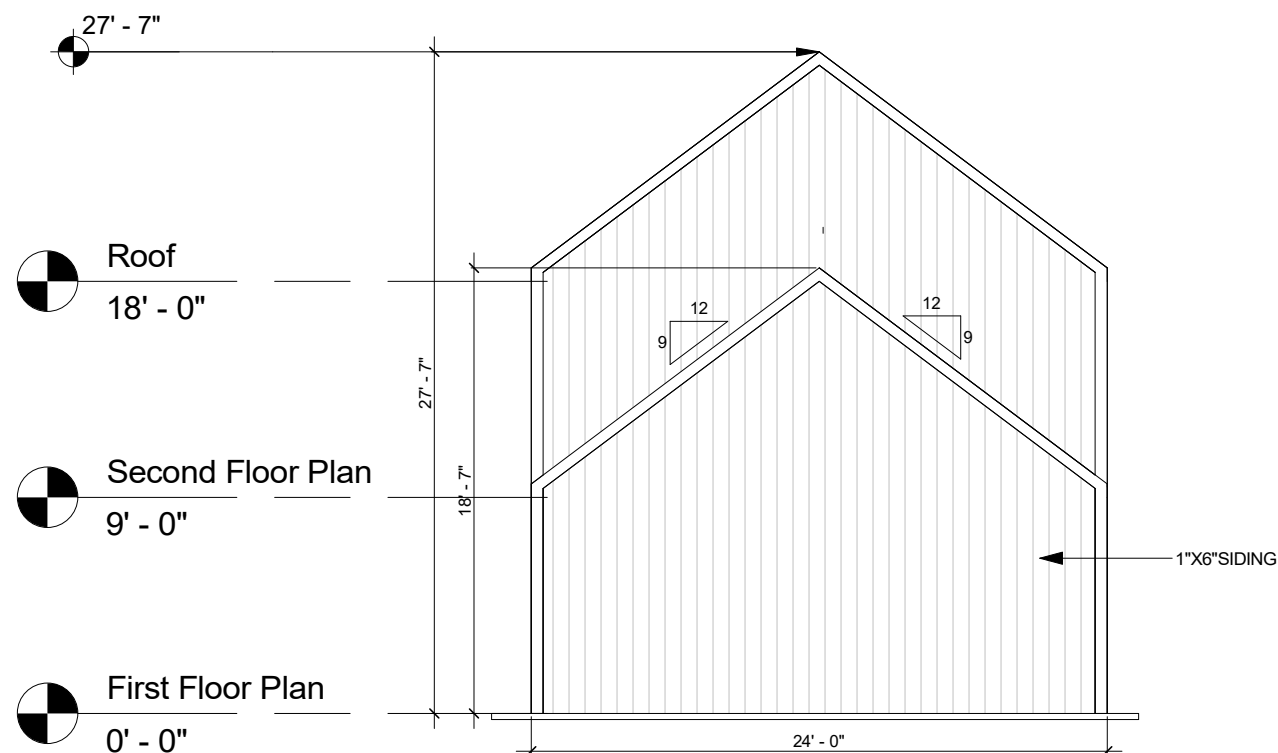 27' - 7"
Roof
18' - 0"
12
9
12
9
27' - 7"
18' - 7"
Second Floor Plan
9' - 0"
1"X6"SIDING
First Floor Plan
0' - 0"
24' - 0"